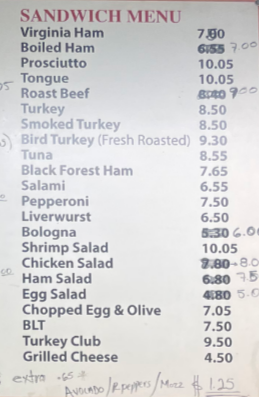 SANDWICH MENU
Virginia Ham 7.50
Boiled Ham 6.55 7.00
Prosciutto 10.05
Tongue 10.05
Roast Beef 8.40 9.00
Turkey 8.50
Smoked Turkey 8.50
Bird Turkey (Fresh Roasted) 9.30
Tuna 8.55
Black Forest Ham 7.65
Salami 6.55
Pepperoni 7.50
Liverwurst 6.50
Bologna 5.30 6.0
Shrimp Salad 10.05
Chicken Salad 7.80 8.0
Ham Salad 6.80 7.5
Egg Salad 4.80 5.0
Chopped Egg & Olive 7.05
BLT 7.50
Turkey Club 9.50
Grilled Cheese 4.50
extra .65¢
Avocado/R.peppers/Mozz $1.25